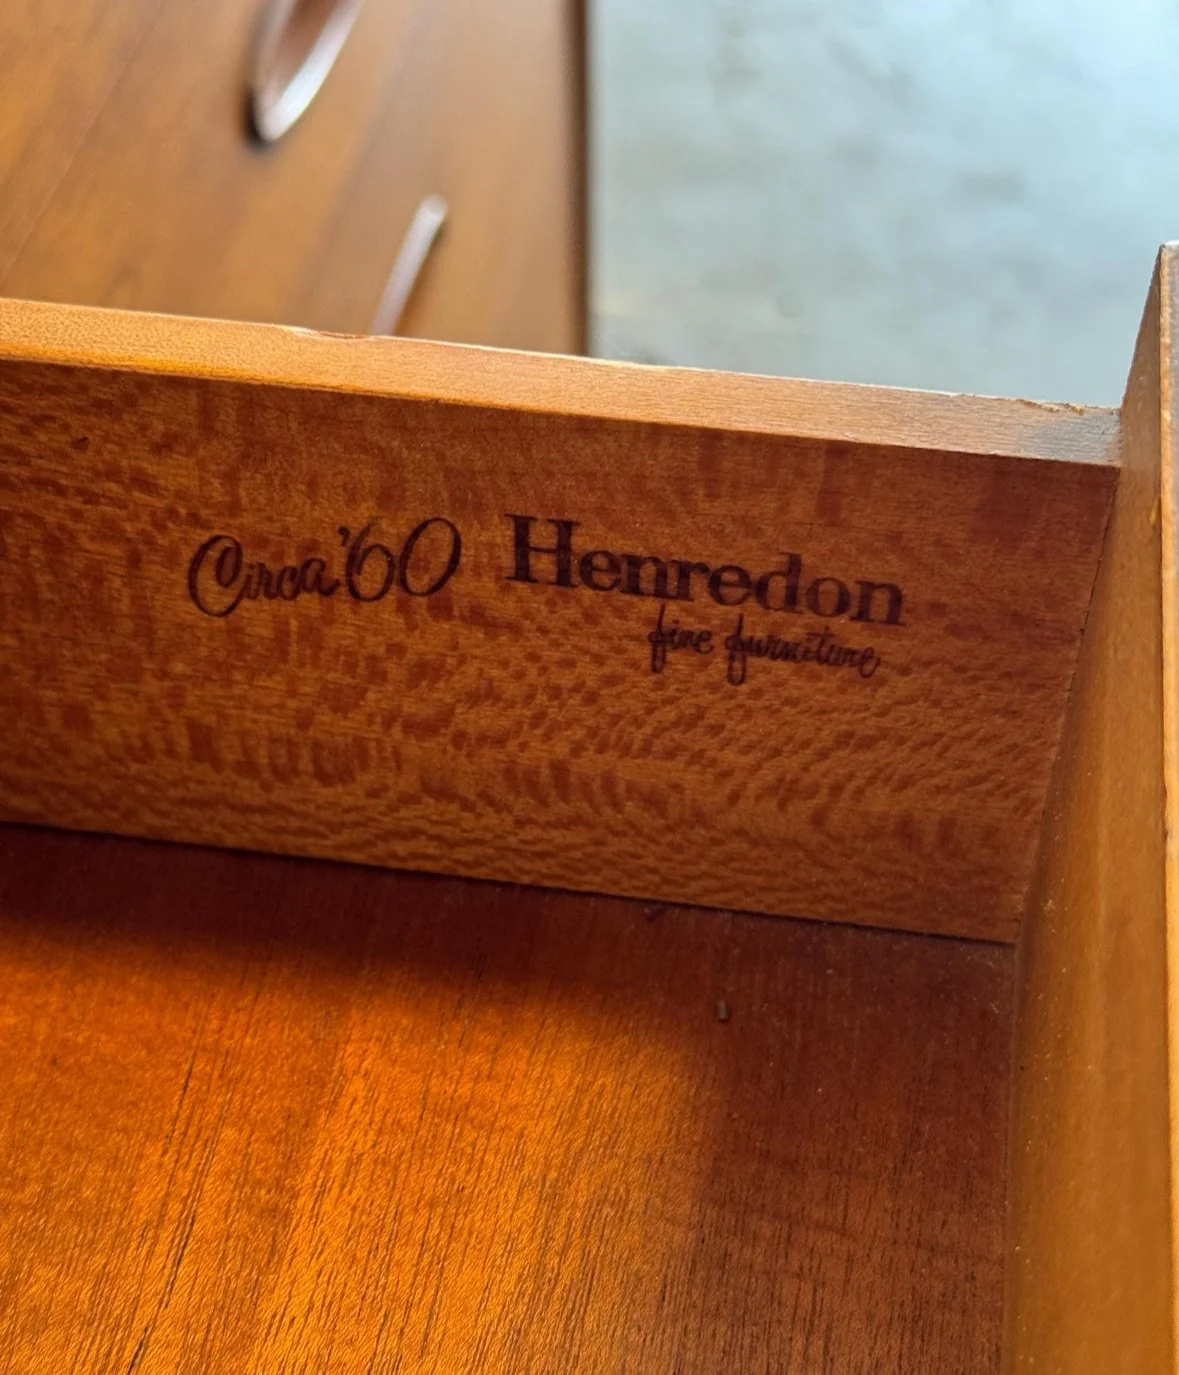 Circa '60 Henredon
fine furniture